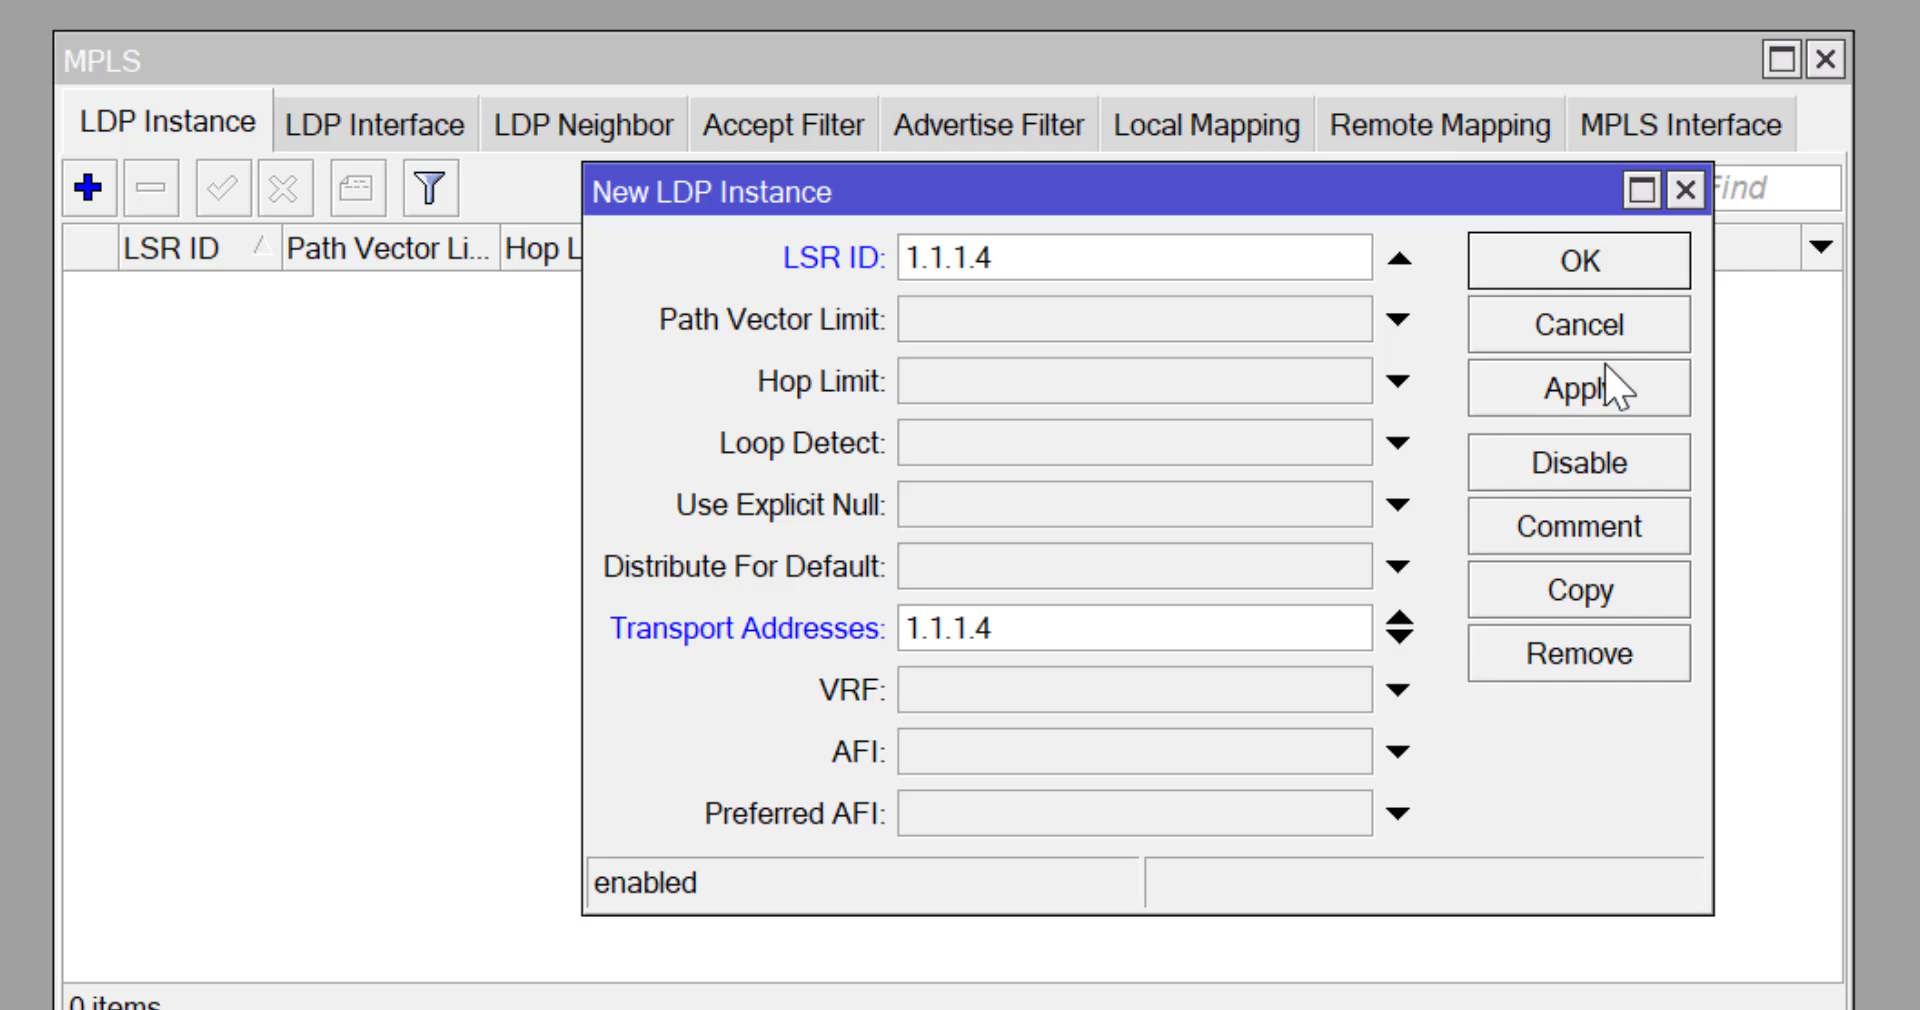 MPLS
LDP Instance LDP Interface LDP Neighbor Accept Filter Advertise Filter Local Mapping Remote Mapping MPLS Interface
New LDP Instance
Find
LSR ID Path Vector Li... Hop L
LSR ID: 1.1.1.4
OK
Path Vector Limit:
Cancel
Hop Limit:
Apply
Loop Detect:
Disable
Use Explicit Null:
Comment
Distribute For Default:
Copy
Transport Addresses: 1.1.1.4
Remove
VRF:
AFI:
Preferred AFI:
enabled
0 items